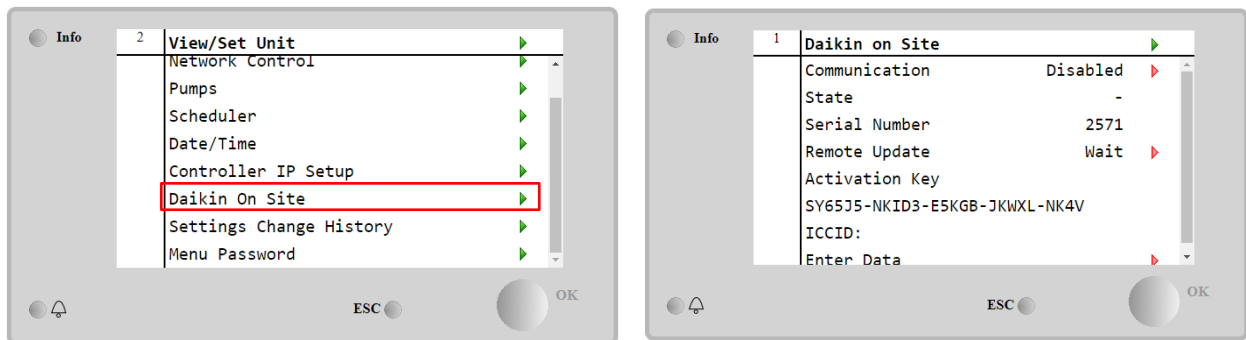 Info
2
View/Set Unit
Network Control
Pumps
Scheduler
Date/Time
Controller IP Setup
Daikin On Site
Settings Change History
Menu Password
ESC
OK
Info
1
Daikin on Site
Communication Disabled
State -
Serial Number 2571
Remote Update Wait
Activation Key
SY65J5-NKID3-E5KGB-JKWXL-NK4V
ICCID:
Enter Data
ESC
OK